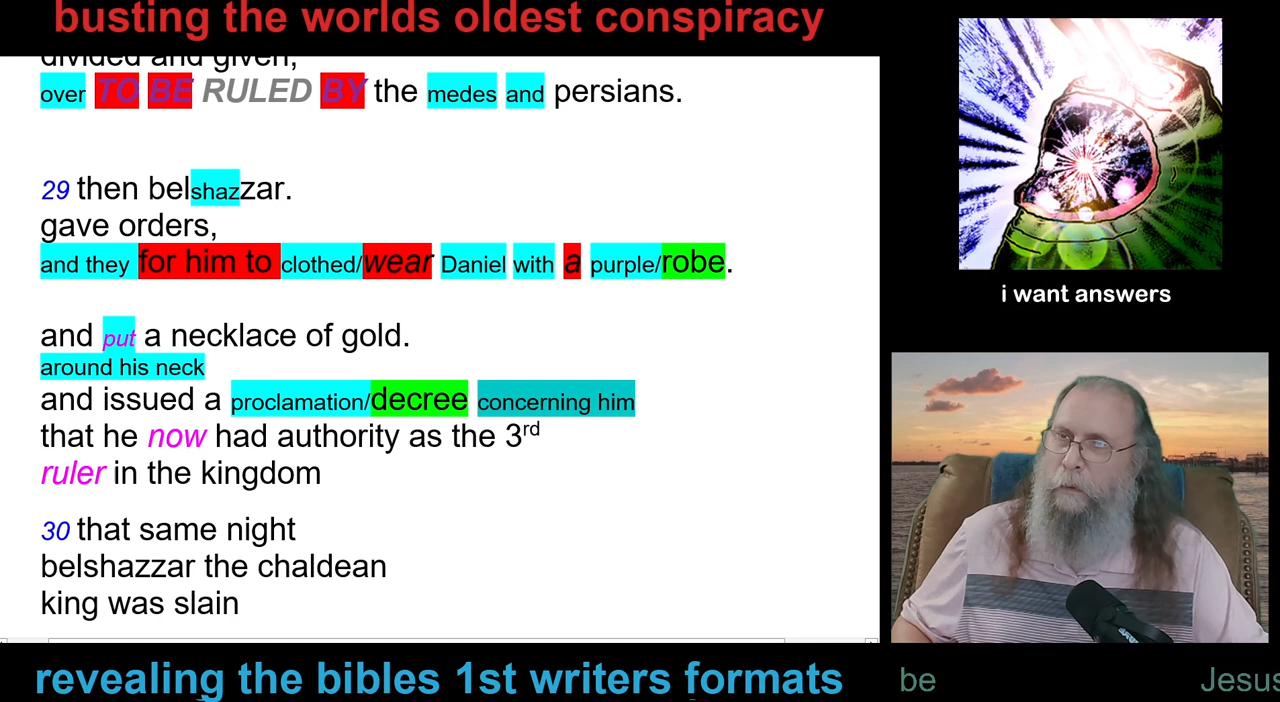 busting the worlds oldest conspiracy
divided and given,
over TO BE RULED BY the medes and persians.
29 then belshazzar.
gave orders,
and they for him to clothed/wear Daniel with a purple/robe.
and put a necklace of gold.
around his neck
and issued a proclamation/decree concerning him
that he now had authority as the 3rd
ruler in the kingdom
30 that same night
belshazzar the chaldean
king was slain
i want answers
revealing the bibles 1st writers formats
be Jesus